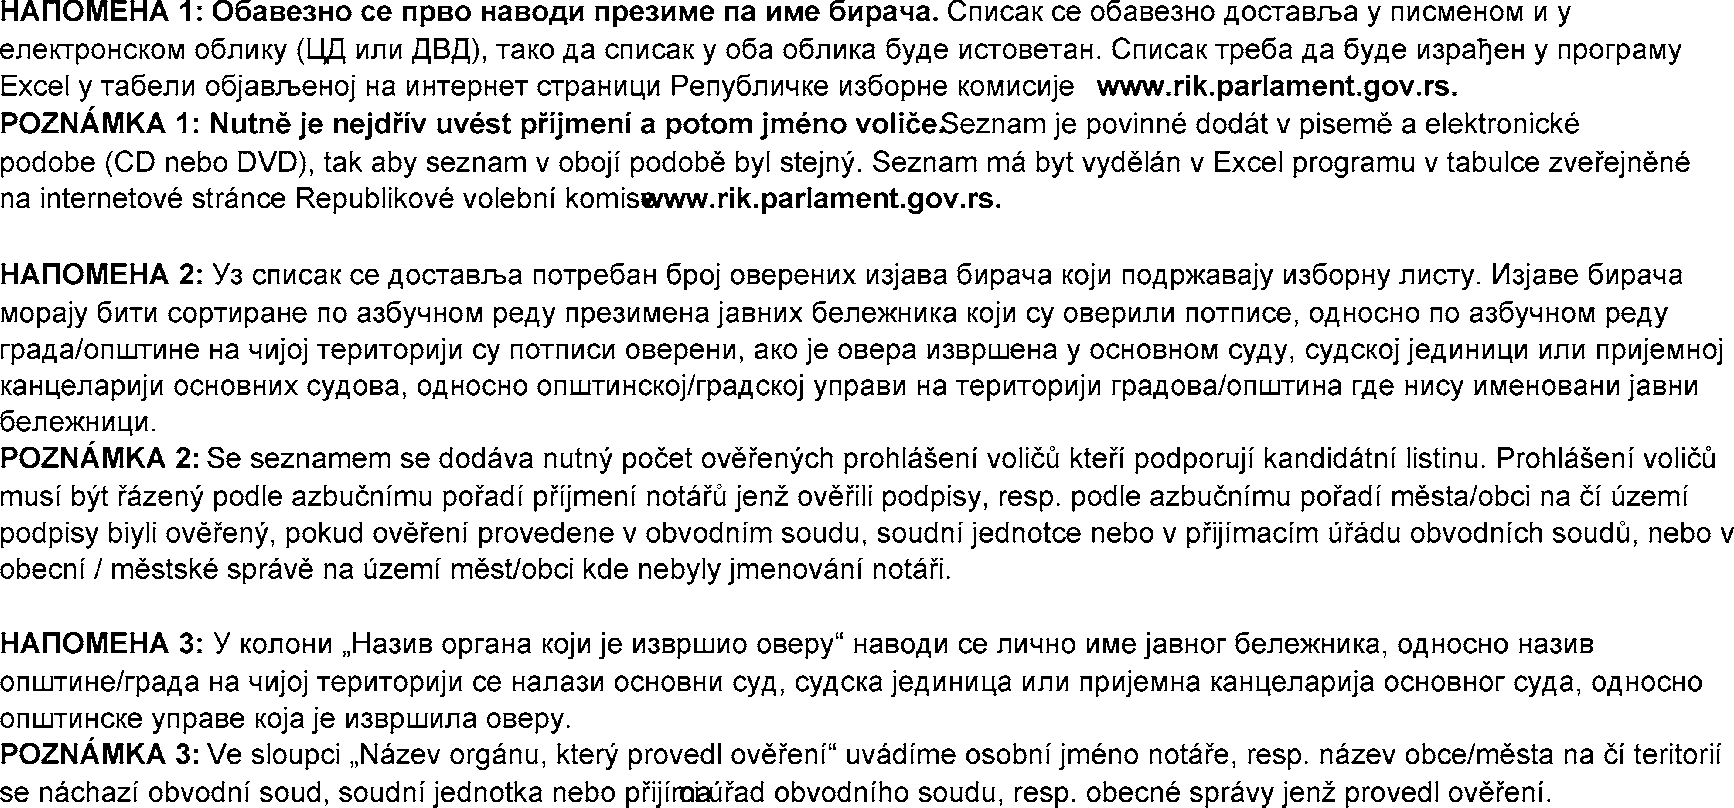 НАПОМЕНА 1: Обавезно се прво наводи презиме па име бирача. Списак се обавезно доставља у писменом и у
електронском облику (ЦД или ДВД), тако да списак у оба облика буде истоветан. Списак треба да буде израђен у програму
Excel у табели објављеној на интернет страници Републичке изборне комисије www.rik.parlament.gov.rs.
POZNÁMKA 1: Nutně je nejdřív uvést příjmení a potom jméno voliče. Seznam je povinné dodát v pisemě a elektronické
podobe (CD nebo DVD), tak aby seznam v obojí podobě byl stejný. Seznam má byt vydělán v Excel programu v tabulce zveřejněné
na internetové stránce Republikové volební komise www.rik.parlament.gov.rs.
НАПОМЕНА 2: Уз списак се доставља потребан број оверених изјава бирача који подржавају изборну листу. Изјаве бирача
морају бити сортиране по азбучном реду презимена јавних бележника који су оверили потписе, односно по азбучном реду
града/општине на чијој територији су потписи оверени, ако је овера извршена у основном суду, судској јединици или пријемној
канцеларији основних судова, односно општинској/градској управи на територији градова/општина где нису именовани јавни
бележници.
POZNÁMKA 2: Se seznamem se dodáva nutný počet ověřených prohlášení voličů kteří podporují kandidátní listinu. Prohlášení voličů
musí být řázený podle azbučnímu pořadí příjmení notářů jenž ověřili podpisy, resp. podle azbučnímu pořadí města/obci na čí území
podpisy biyli ověřený, pokud ověření provedene v obvodním soudu, soudní jednotce nebo v přijímacím úřádu obvodních soudů, nebo v
obecní / městské správě na území měst/obci kde nebyly jmenování notáři.
НАПОМЕНА 3: У колони „Назив органа који је извршио оверу“ наводи се лично име јавног бележника, односно назив
општине/града на чијој територији се налази основни суд, судска јединица или пријемна канцеларија основног суда, односно
општинске управе која је извршила оверу.
POZNÁMKA 3: Ve sloupci „Název orgánu, který provedl ověření“ uvádíme osobní jméno notáře, resp. název obce/města na čí teritorií
se náchazí obvodní soud, soudní jednotka nebo úřad obvodního soudu, resp. obecné správy jenž provedl ověření.